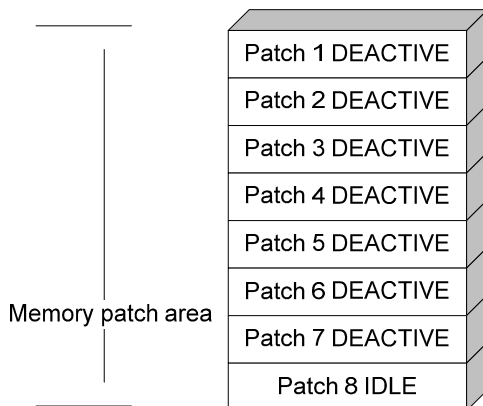 Patch 1 DEACTIVE
Patch 2 DEACTIVE
Patch 3 DEACTIVE
Patch 4 DEACTIVE
Patch 5 DEACTIVE
Patch 6 DEACTIVE
Memory patch area
Patch 7 DEACTIVE
Patch 8 IDLE